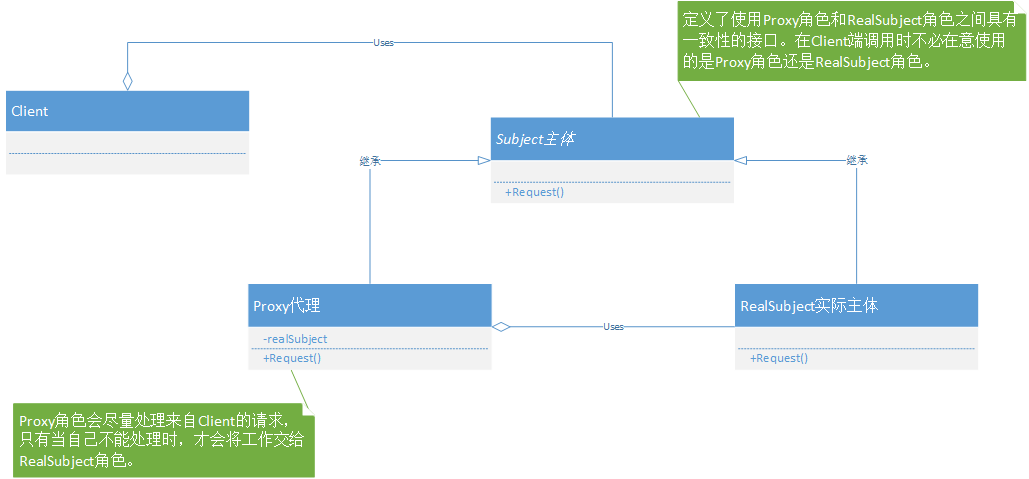 定义了使用Proxy角色和RealSubject角色之间具有
一致性的接口。在Client端调用时不必在意使用
的是Proxy角色还是RealSubject角色。
Uses
Client
Subject主体
+Request()
继承
继承
Proxy代理
-realSubject
+Request()
Uses
RealSubject实际主体
+Request()
Proxy角色会尽量处理来自Client的请求，
只有当自己不能处理时，才会将工作交给
RealSubject角色。